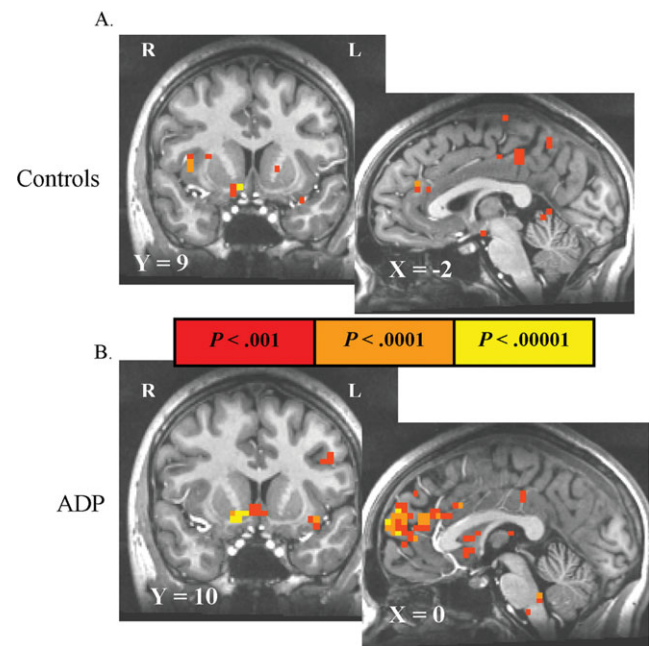 A.
R L
Controls
Y = 9
X = -2
P < .001 P < .0001 P < .00001
B.
R L
ADP
Y = 10
X = 0